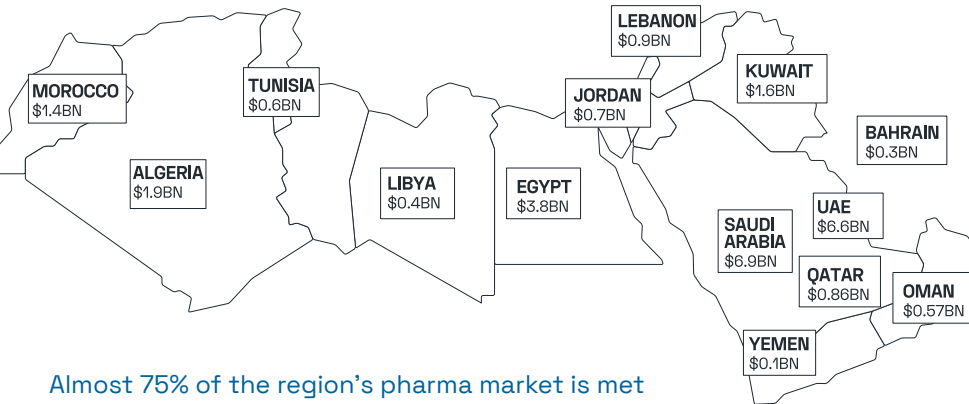 LEBANON
$0.9BN
MOROCCO
$1.4BN
TUNISIA
$0.6BN
JORDAN
$0.7BN
KUWAIT
$1.6BN
BAHRAIN
$0.3BN
ALGERIA
$1.9BN
LIBYA
$0.4BN
EGYPT
$3.8BN
UAE
$6.6BN
SAUDI
ARABIA
$6.9BN
QATAR
$0.86BN
OMAN
$0.57BN
YEMEN
$0.1BN
Almost 75% of the region's pharma market is met